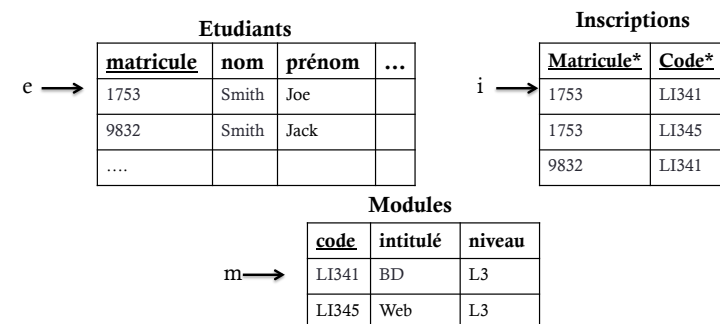 Etudiants
matricule nom prénom ...
e
1753 Smith Joe
9832 Smith Jack
....
Inscriptions
Matricule* Code*
i
1753 LI341
1753 LI345
9832 LI341
Modules
code intitulé niveau
m
LI341 BD L3
LI345 Web L3